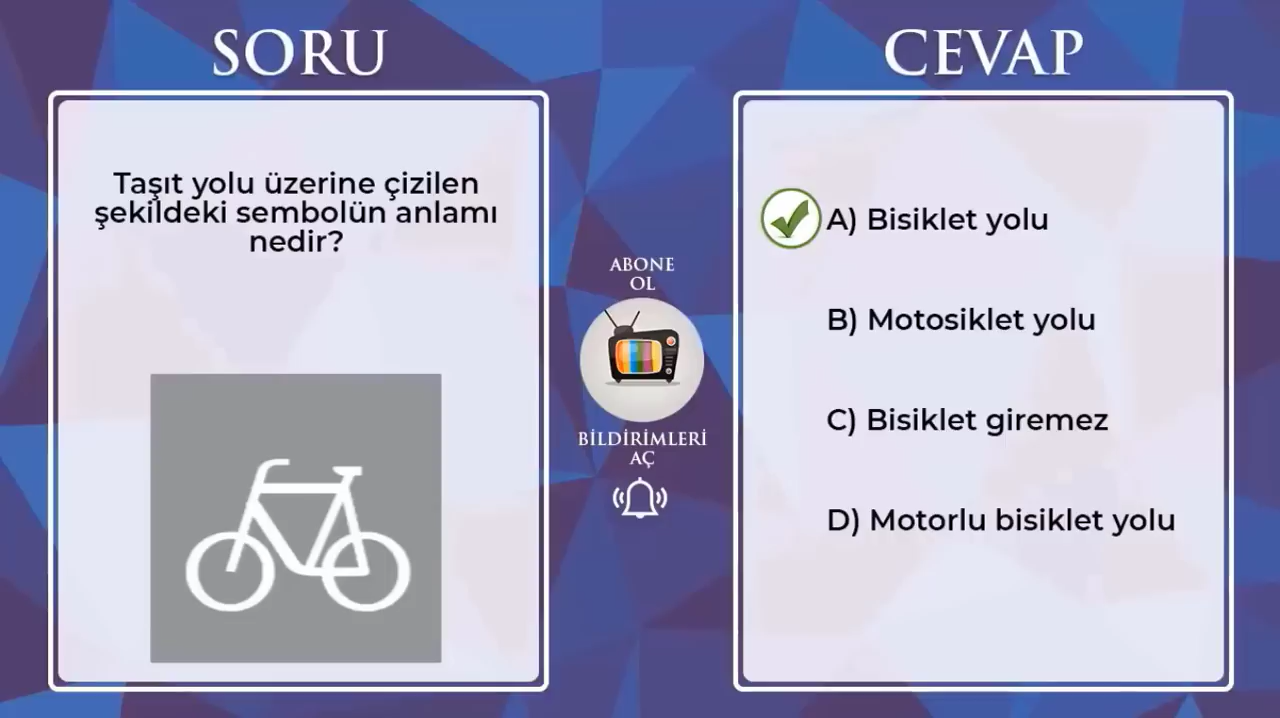 SORU
Taşıt yolu üzerine çizilen
şekildeki sembolün anlamı
nedir?
ABONE
OL
BİLDİRİMLERİ
AÇ
CEVAP
A) Bisiklet yolu
B) Motosiklet yolu
C) Bisiklet giremez
D) Motorlu bisiklet yolu